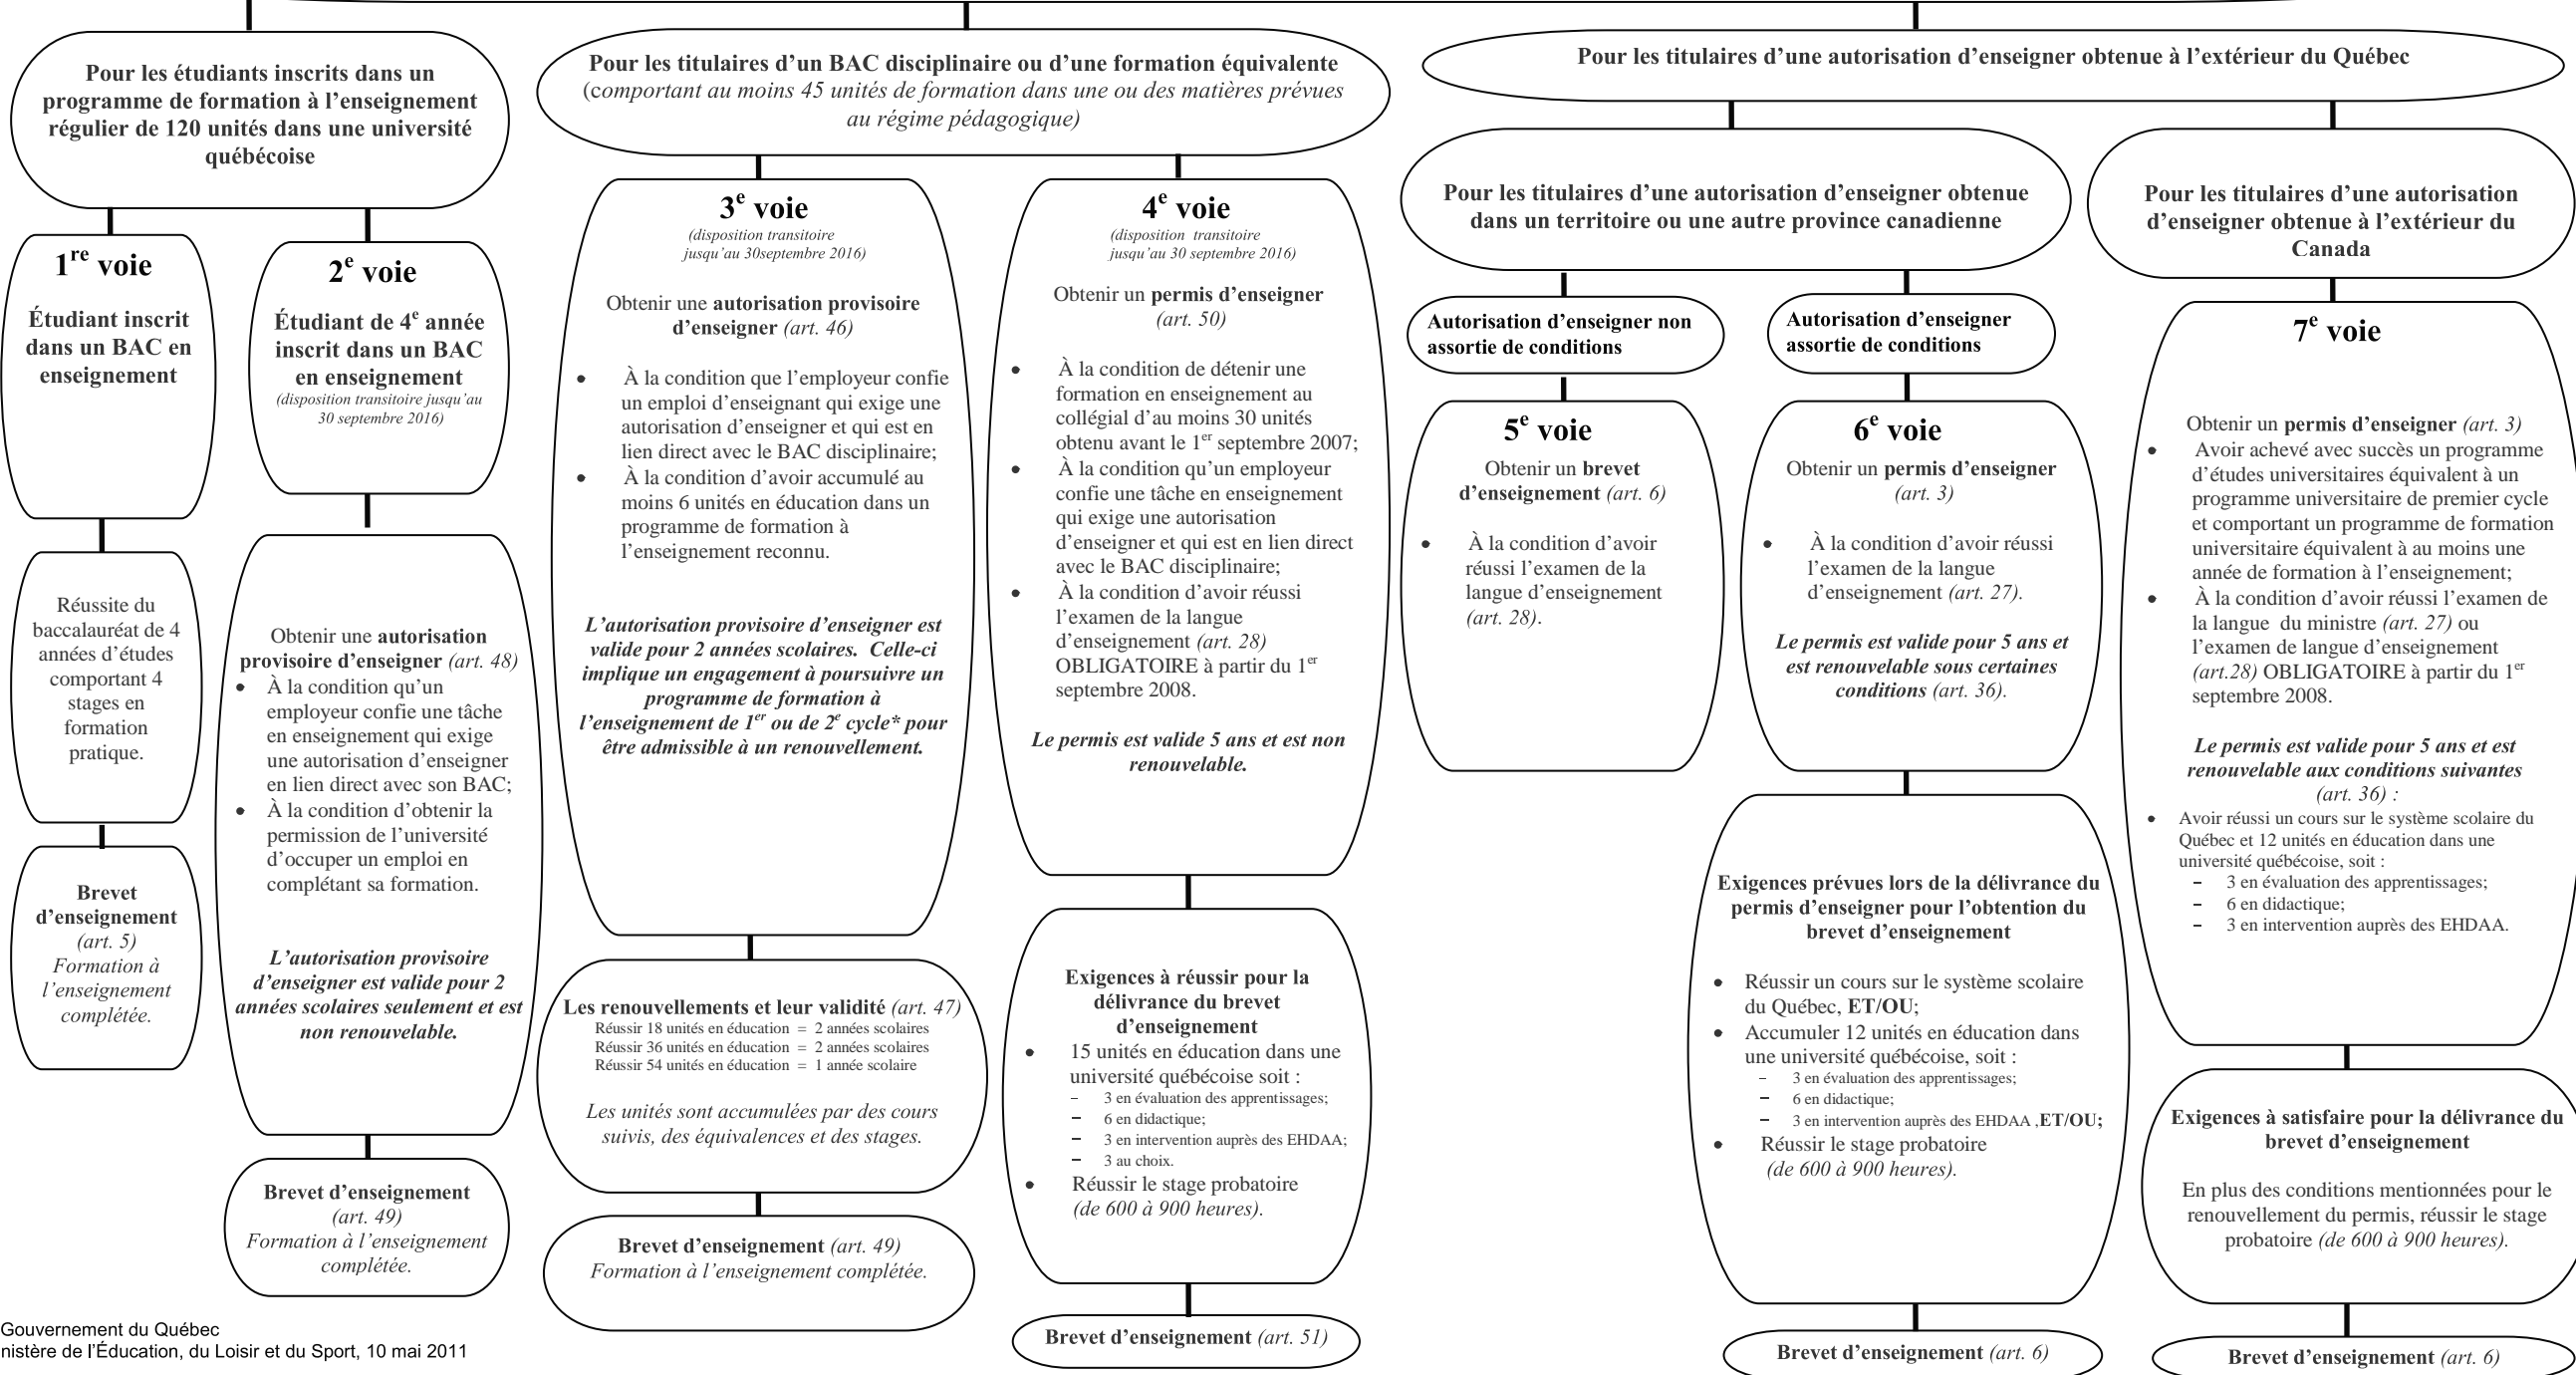 Pour les étudiants inscrits dans un
programme de formation à l’enseignement
régulier de 120 unités dans une université
québécoise
1re voie
Étudiant inscrit
dans un BAC en
enseignement
Réussite du
baccalauréat de 4
années d’études
comportant 4
stages en
formation
pratique.
Brevet
d’enseignement
(art. 5)
Formation à
l’enseignement
complétée.
2e voie
Étudiant de 4e année
inscrit dans un BAC
en enseignement
(disposition transitoire jusqu’au
30 septembre 2016)
Obtenir une autorisation
provisoire d’enseigner (art. 48)
• À la condition qu’un
employeur confie une tâche
en enseignement qui exige
une autorisation d’enseigner
en lien direct avec son BAC;
• À la condition d’obtenir la
permission de l’université
d’occuper un emploi en
complétant sa formation.
L’autorisation provisoire
d’enseigner est valide pour 2
années scolaires seulement et est
non renouvelable.
Brevet d’enseignement
(art. 49)
Formation à l’enseignement
complétée.
Pour les titulaires d’un BAC disciplinaire ou d’une formation équivalente
(comportant au moins 45 unités de formation dans une ou des matières prévues
au régime pédagogique)
3e voie
(disposition transitoire
jusqu’au 30septembre 2016)
Obtenir une autorisation provisoire
d’enseigner (art. 46)
• À la condition que l’employeur confie
un emploi d’enseignant qui exige une
autorisation d’enseigner et qui est en
lien direct avec le BAC disciplinaire;
• À la condition d’avoir accumulé au
moins 6 unités en éducation dans un
programme de formation à
l’enseignement reconnu.
L’autorisation provisoire d’enseigner est
valide pour 2 années scolaires. Celle-ci
implique un engagement à poursuivre un
programme de formation à
l’enseignement de 1er ou de 2e cycle* pour
être admissible à un renouvellement.
Les renouvellements et leur validité (art. 47)
Réussir 18 unités en éducation = 2 années scolaires
Réussir 36 unités en éducation = 2 années scolaires
Réussir 54 unités en éducation = 1 année scolaire
Les unités sont accumulées par des cours
suivis, des équivalences et des stages.
Brevet d’enseignement (art. 49)
Formation à l’enseignement complétée.
4e voie
(disposition transitoire
jusqu’au 30 septembre 2016)
Obtenir un permis d’enseigner
(art. 50)
• À la condition de détenir une
formation en enseignement au
collégial d’au moins 30 unités
obtenu avant le 1er septembre 2007;
• À la condition qu’un employeur
confie une tâche en enseignement
qui exige une autorisation
d’enseigner et qui est en lien direct
avec le BAC disciplinaire;
• À la condition d’avoir réussi
l’examen de la langue
d’enseignement (art. 28)
OBLIGATOIRE à partir du 1er
septembre 2008.
Le permis est valide 5 ans et est non
renouvelable.
Exigences à réussir pour la
délivrance du brevet
d’enseignement
• 15 unités en éducation dans une
université québécoise soit :
– 3 en évaluation des apprentissages;
– 6 en didactique;
– 3 en intervention auprès des EHDAA;
– 3 au choix.
• Réussir le stage probatoire
(de 600 à 900 heures).
Brevet d’enseignement (art. 51)
Pour les titulaires d’une autorisation d’enseigner obtenue à l’extérieur du Québec
Pour les titulaires d’une autorisation d’enseigner obtenue
dans un territoire ou une autre province canadienne
Autorisation d’enseigner non
assortie de conditions
5e voie
Obtenir un brevet
d’enseignement (art. 6)
• À la condition d’avoir
réussi l’examen de la
langue d’enseignement
(art. 28).
Autorisation d’enseigner
assortie de conditions
6e voie
Obtenir un permis d’enseigner
(art. 3)
• À la condition d’avoir réussi
l’examen de la langue
d’enseignement (art. 27).
Le permis est valide pour 5 ans et
est renouvelable sous certaines
conditions (art. 36).
Exigences prévues lors de la délivrance du
permis d’enseigner pour l’obtention du
brevet d’enseignement
• Réussir un cours sur le système scolaire
du Québec, ET/OU;
• Accumuler 12 unités en éducation dans
une université québécoise, soit :
– 3 en évaluation des apprentissages;
– 6 en didactique;
– 3 en intervention auprès des EHDAA ,ET/OU;
• Réussir le stage probatoire
(de 600 à 900 heures).
Brevet d’enseignement (art. 6)
Pour les titulaires d’une autorisation
d’enseigner obtenue à l’extérieur du
Canada
7e voie
Obtenir un permis d’enseigner (art. 3)
• Avoir achevé avec succès un programme
d’études universitaires équivalent à un
programme universitaire de premier cycle
et comportant un programme de formation
universitaire équivalent à au moins une
année de formation à l’enseignement;
• À la condition d’avoir réussi l’examen de
la langue du ministre (art. 27) ou
l’examen de langue d’enseignement
(art.28) OBLIGATOIRE à partir du 1er
septembre 2008.
Le permis est valide pour 5 ans et est
renouvelable aux conditions suivantes
(art. 36) :
• Avoir réussi un cours sur le système scolaire du
Québec et 12 unités en éducation dans une
université québécoise, soit :
– 3 en évaluation des apprentissages;
– 6 en didactique;
– 3 en intervention auprès des EHDAA.
Exigences à satisfaire pour la délivrance du
brevet d’enseignement
En plus des conditions mentionnées pour le
renouvellement du permis, réussir le stage
probatoire (de 600 à 900 heures).
Brevet d’enseignement (art. 6)
Gouvernement du Québec
nistère de l’Éducation, du Loisir et du Sport, 10 mai 2011